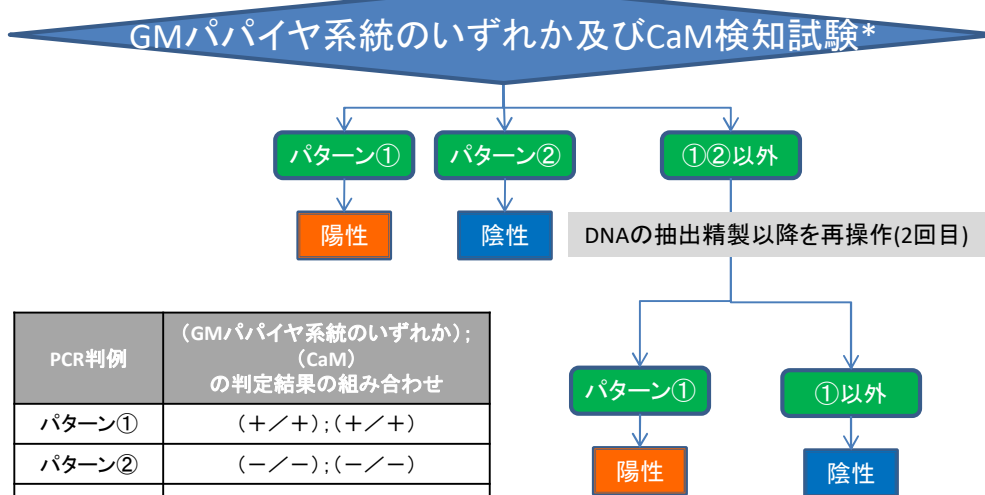 GMパパイヤ系統のいずれか及びCaM検知試験*
パターン①
パターン②
①②以外
陽性
陰性
DNAの抽出精製以降を再操作(2回目)
PCR判例
(GMパパイヤ系統のいずれか);
(CaM)
の判定結果の組み合わせ
パターン①
(+/+);(+/+)
パターン②
(-/-);(-/-)
パターン①
①以外
陽性
陰性